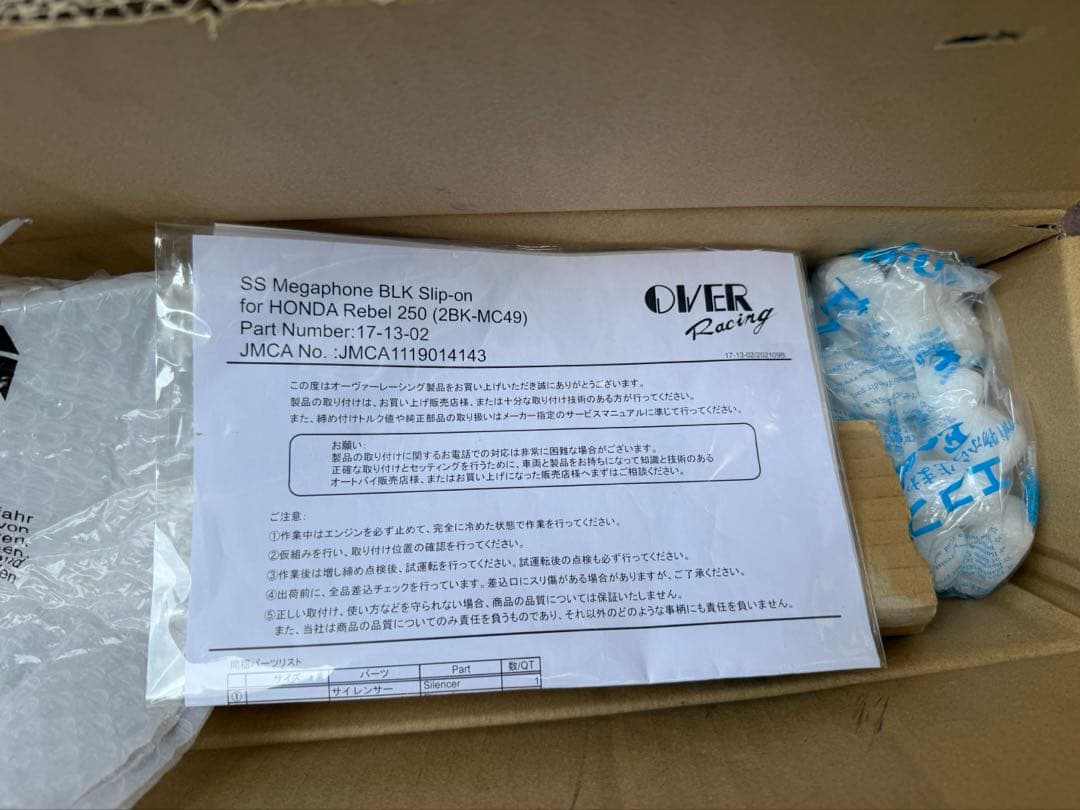 SS Megaphone BLK Slip-on
for HONDA Rebel 250 (2BK-MC49)
Part Number:17-13-02
JMCA No. :JMCA1119014143
OVER
Racing
17-13-02/202109B
この度はオーヴァーレーシング製品をお買い上げいただき誠にありがとうございます。
製品の取り付けは、お買い上げ販売店様、または十分な取り付け技術のある方が行ってください。
また、締め付けトルク値や純正部品の取り扱いはメーカー指定のサービスマニュアルに準じて行ってください。
お願い:
製品の取り付けに関するお電話での対応は非常に困難な場合がございます。
正確な取り付けとセッティングを行うために、車両と製品をお持ちになって知識と技術のある
オートバイ販売店様、またはお買い上げになった販売店様へまずはご相談ください。
ご注意:
①作業中はエンジンを必ず止めて、完全に冷めた状態で作業を行ってください。
②仮組みを行い、取り付け位置の確認を行ってください。
③作業後は増し締め点検後、試運転を行ってください。試運転後の点検も必ず行ってください。
④出荷前に、全品差込チェックを行っています。差込口にスリ傷がある場合がありますが、ご了承ください。
⑤正しい取付け、使い方などを守られない場合、商品の品質については保証いたしません。
また、当社は商品の品質についてのみ責任を負うものであり、それ以外のどのような事柄にも責任を負いません。
同梱パーツリスト
サイズ パーツ Part 数/QT
① サイレンサー Silencer 1
ahr
von
en
エコ